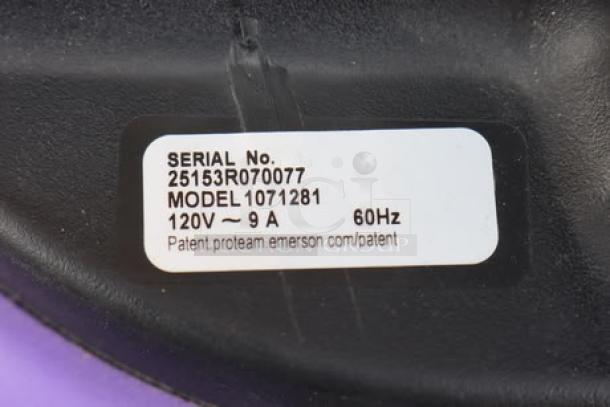 SERIAL No.
25153R070077
MODEL 1071281
120V ~ 9 A 60Hz
Patent.proteam.emerson.com/patent